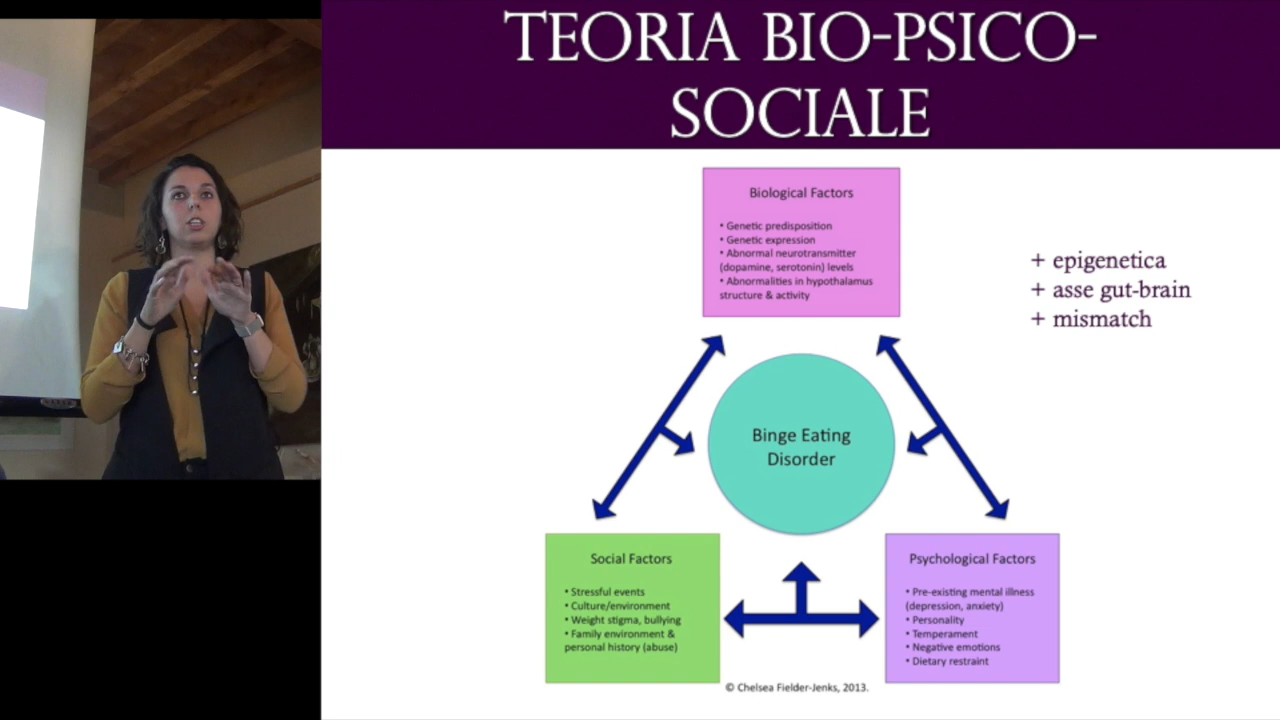 TEORIA BIO-PSICO-
SOCIALE
Biological Factors
• Genetic predisposition
• Genetic expression
• Abnormal neurotransmitter
(dopamine, serotonin) levels
• Abnormalities in hypothalamus
structure & activity
+ epigenetica
+ asse gut-brain
+ mismatch
Binge Eating
Disorder
Social Factors
• Stressful events
• Culture/environment
• Weight stigma, bullying
• Family environment &
personal history (abuse)
Psychological Factors
• Pre-existing mental illness
(depression, anxiety)
• Personality
• Temperament
• Negative emotions
• Dietary restraint
© Chelsea Fielder-Jenks, 2013.